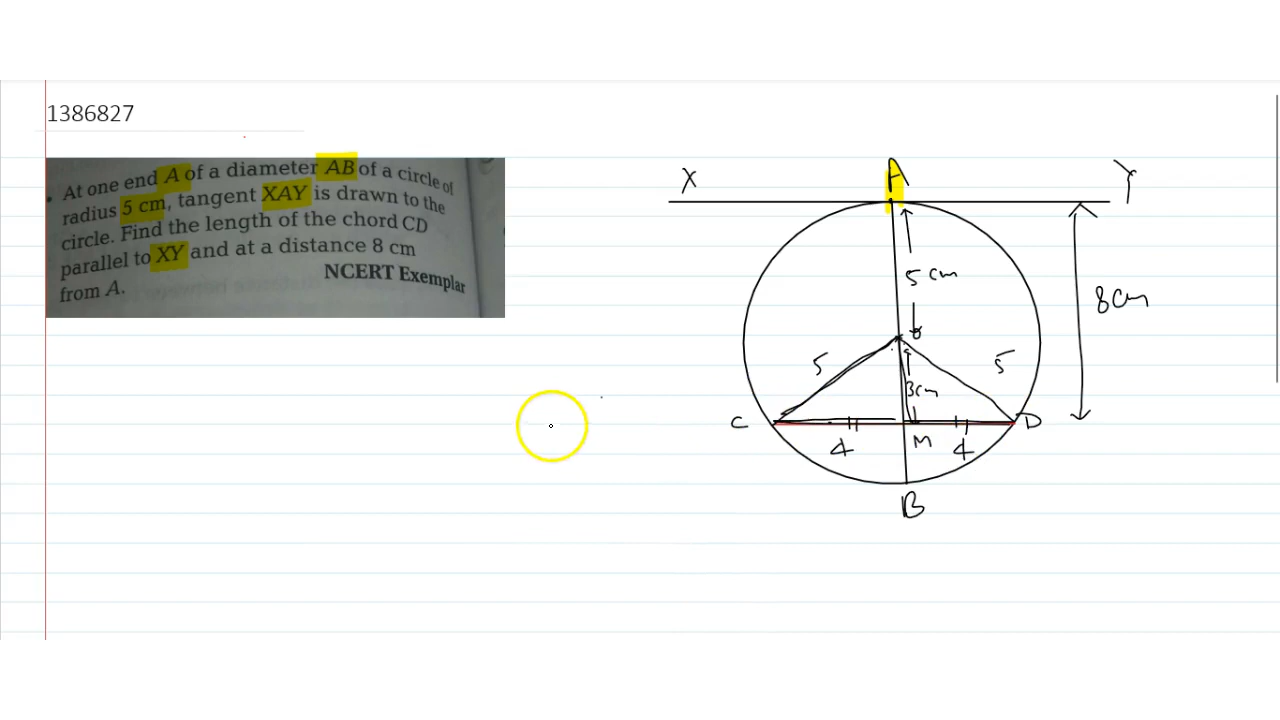 1386827
At one end A of a diameter AB of a circle of
radius 5 cm, tangent XAY is drawn to the
circle. Find the length of the chord CD
parallel to XY and at a distance 8 cm
from A.
NCERT Exemplar
X
A
Y
5 cm
8cm
O
5
5
3cm
C
M
D
4
4
B